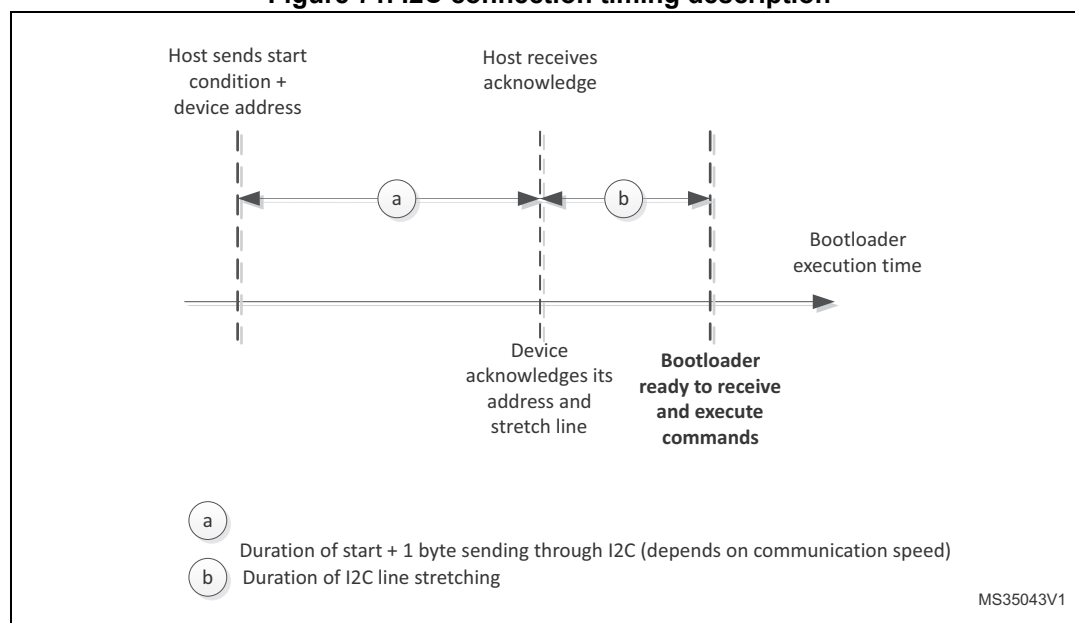 Figure 71. I2C connection timing description
Host sends start
condition +
device address
Host receives
acknowledge
a
b
Bootloader
execution time
Device
acknowledges its
address and
stretch line
Bootloader
ready to receive
and execute
commands
a
Duration of start + 1 byte sending through I2C (depends on communication speed)
b Duration of I2C line stretching
MS35043V1